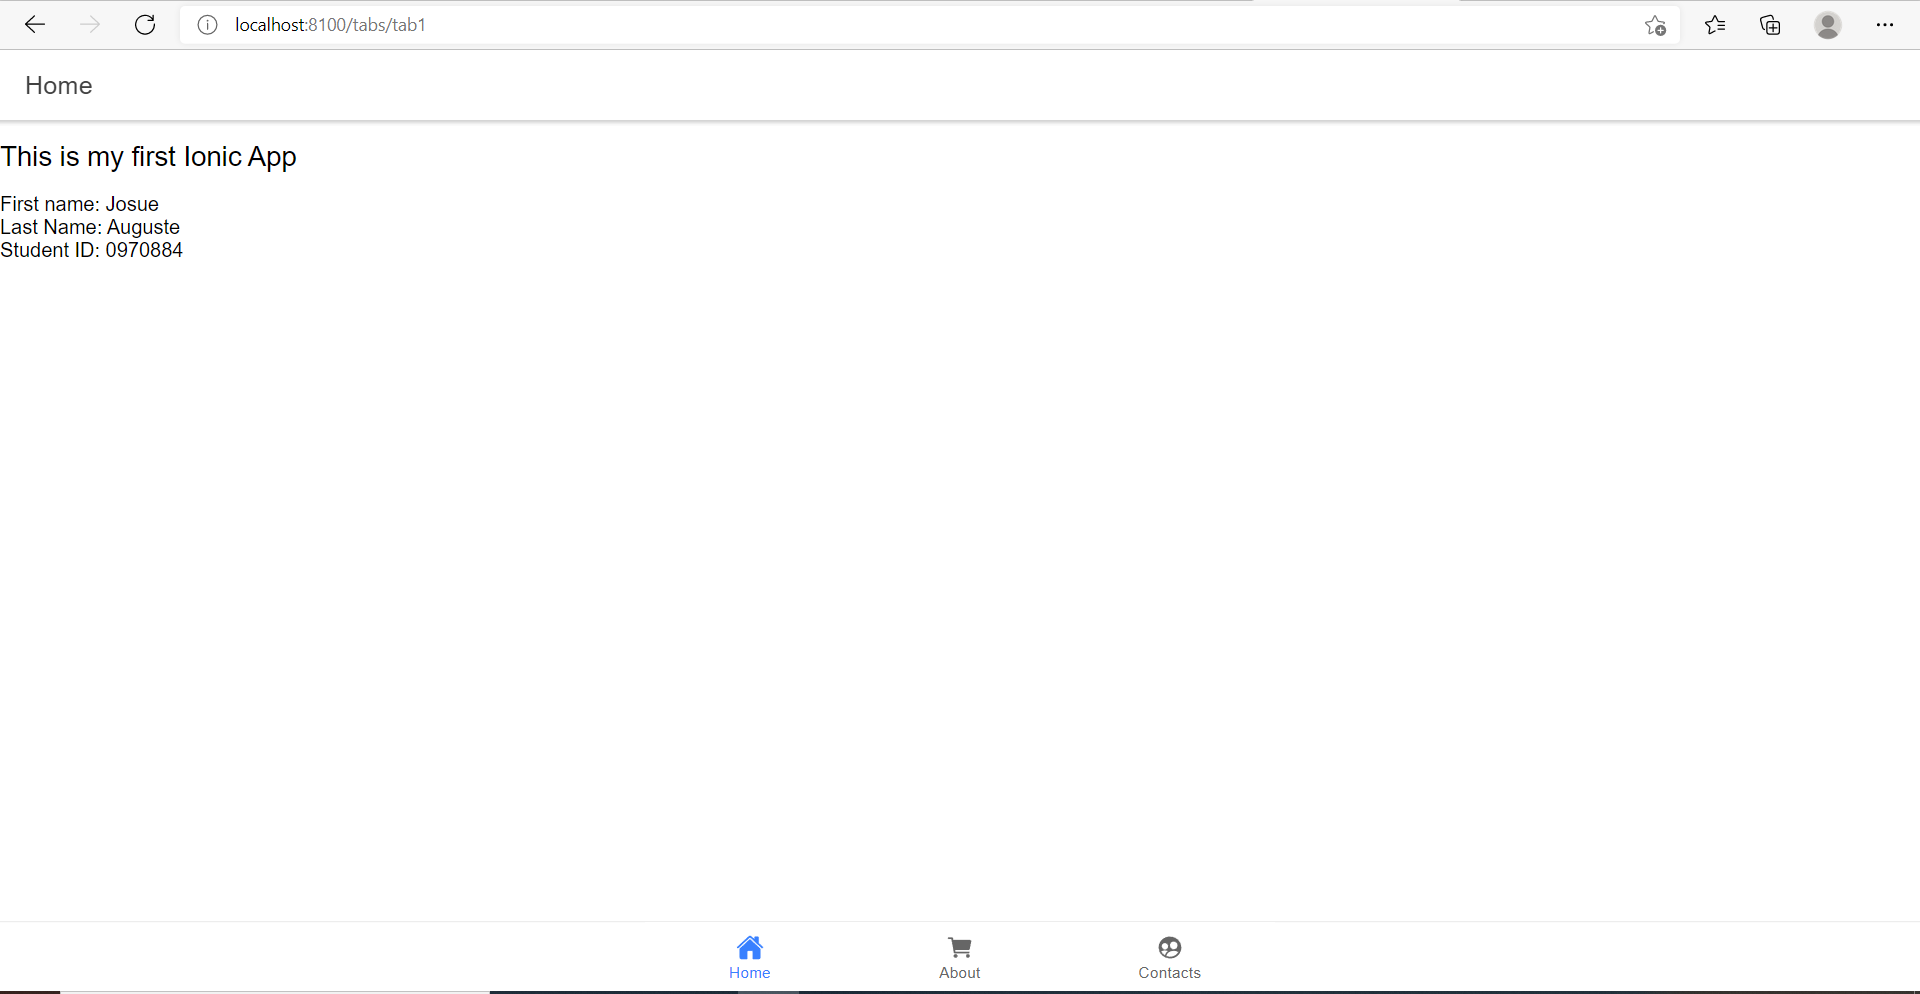 localhost:8100/tabs/tab1
Home
This is my first Ionic App
First name: Josue
Last Name: Auguste
Student ID: 0970884
Home
About
Contacts